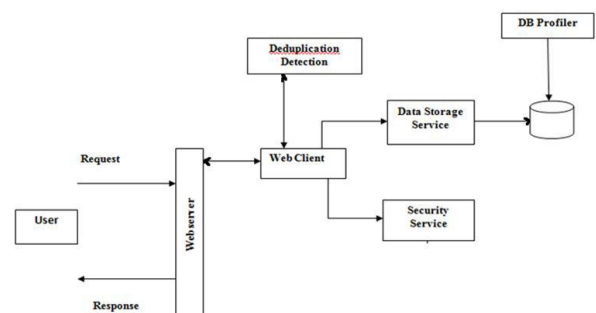 DB Profiler
Deduplication
Detection
Data Storage
Service
Request
Web Client
User
Webserver
Security
Service
Response